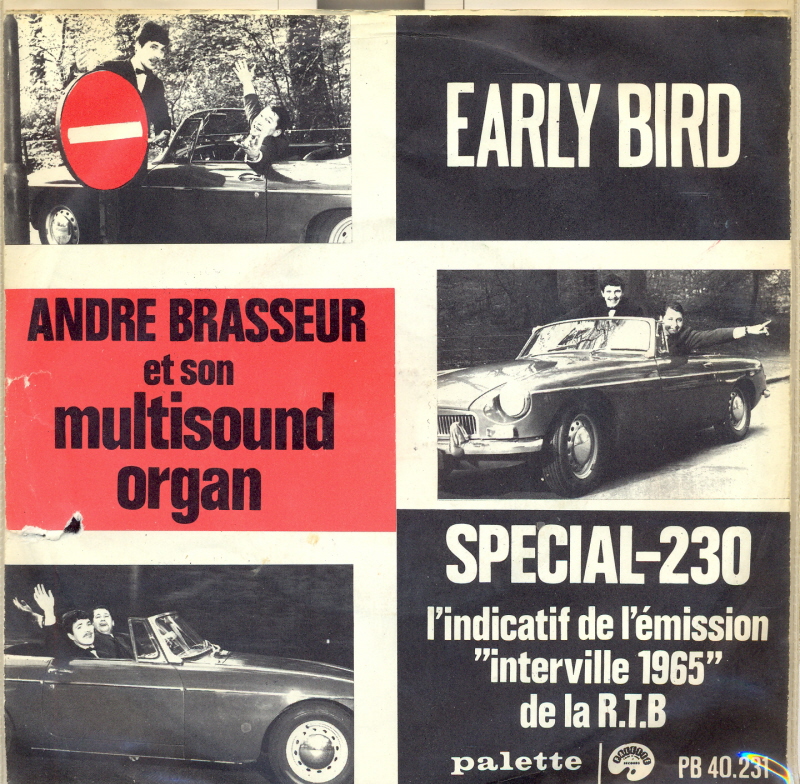 EARLY BIRD
ANDRE BRASSEUR
et son
multisound
organ
SPECIAL-230
l'indicatif de l'émission
"interville 1965"
de la R.T.B
palette
PB 40.231